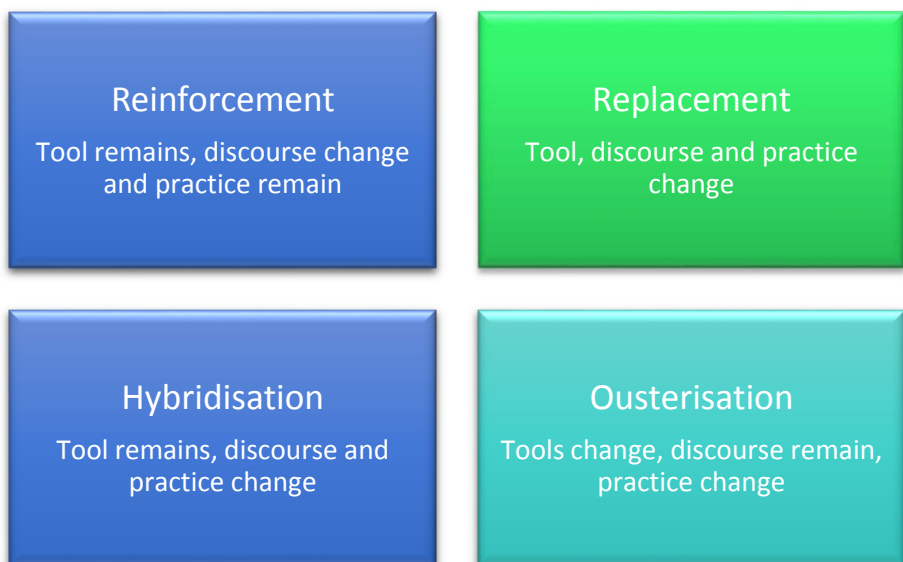 Reinforcement
Tool remains, discourse change
and practice remain
Replacement
Tool, discourse and practice
change
Hybridisation
Tool remains, discourse and
practice change
Ousterisation
Tools change, discourse remain,
practice change